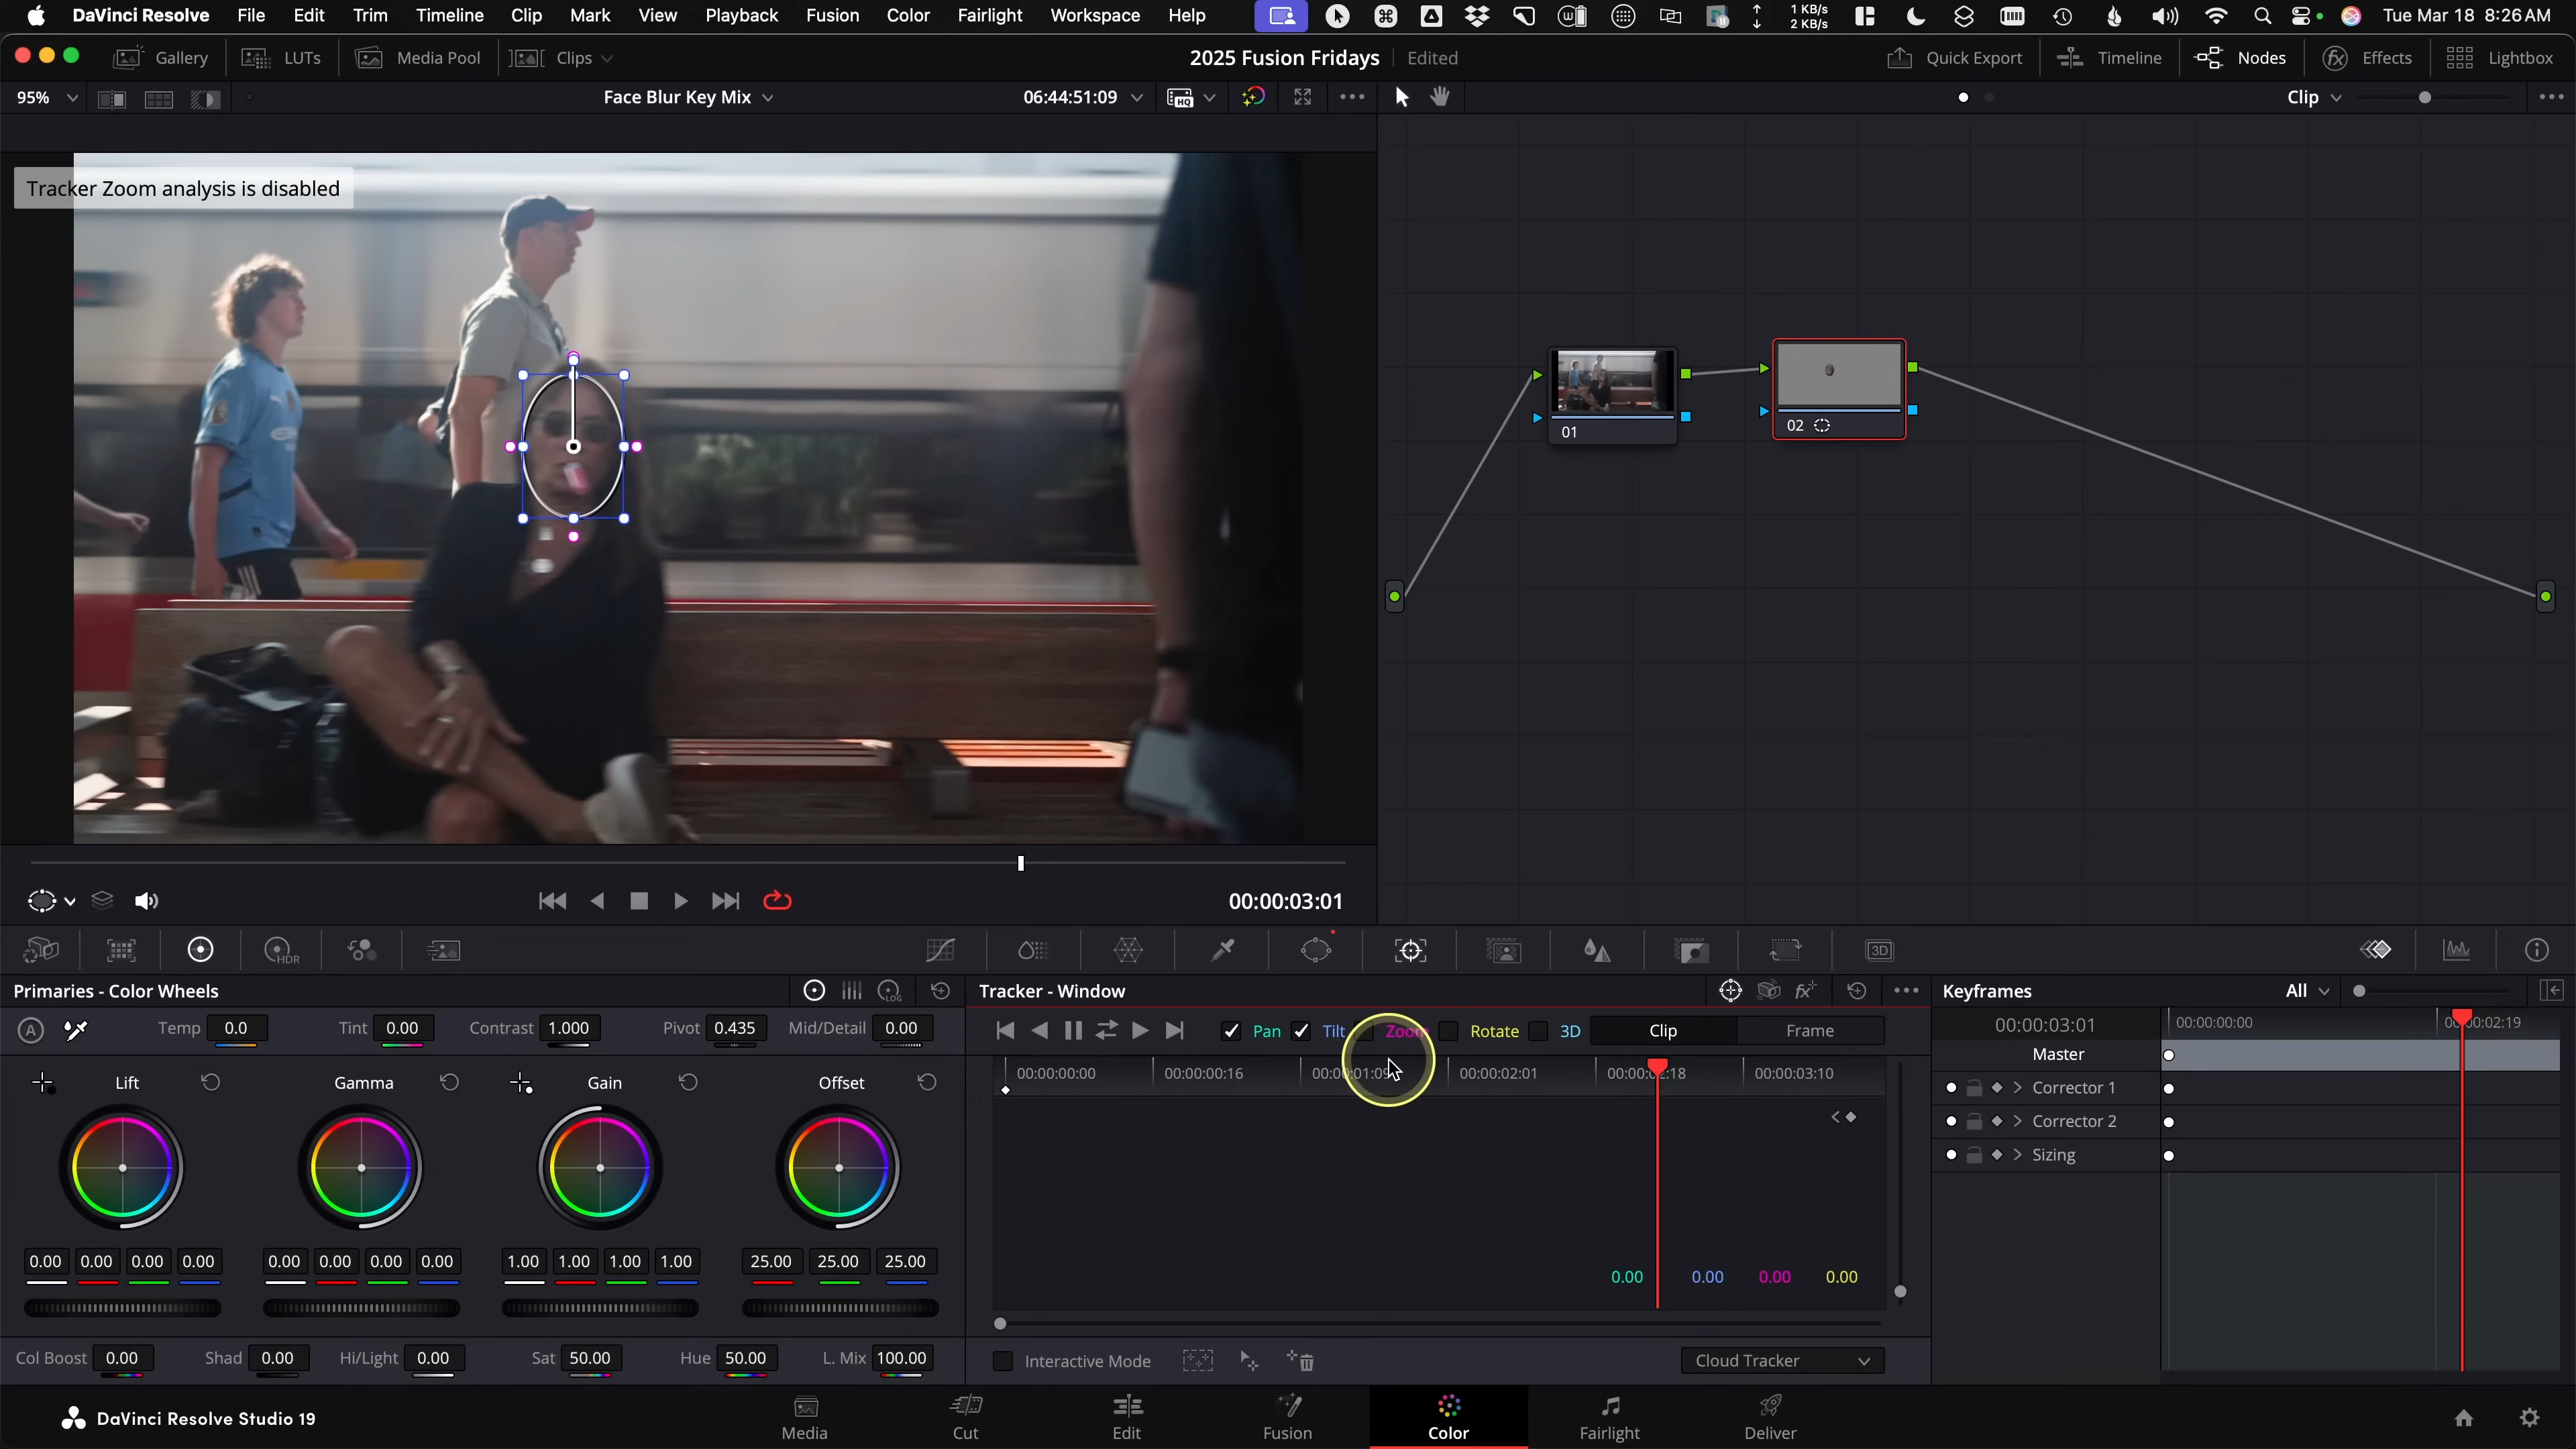 DaVinci Resolve File Edit Trim Timeline Clip Mark View Playback Fusion Color Fairlight Workspace Help 1 KB/s 2 KB/s Tue Mar 18 8:26 AM
Gallery LUTs Media Pool Clips 2025 Fusion Fridays Edited Quick Export Timeline Nodes Effects Lightbox
95% Face Blur Key Mix 06:44:51:09 HQ Clip
Tracker Zoom analysis is disabled
01 02
00:00:03:01
HDR 3D
Primaries - Color Wheels LOG Tracker - Window Keyframes All
A Temp 0.0 Tint 0.00 Contrast 1.000 Pivot 0.435 Mid/Detail 0.00 Pan Tilt Zoom Rotate 3D Clip Frame 00:00:03:01 00:00:00:00
Master
Lift Gamma Gain Offset 00:00:00:00 00:00:00:16 00:00:02:01 00:00:03:10 Corrector 1
Corrector 2
Sizing
0.00 0.00 0.00 0.00 0.00 0.00 0.00 0.00 1.00 1.00 1.00 1.00 25.00 25.00 25.00 0.00 0.00 0.00 0.00
Col Boost 0.00 Shad 0.00 Hi/Light 0.00 Sat 50.00 Hue 50.00 L. Mix 100.00 Interactive Mode Cloud Tracker
DaVinci Resolve Studio 19 Media Cut Edit Fusion Color Fairlight Deliver